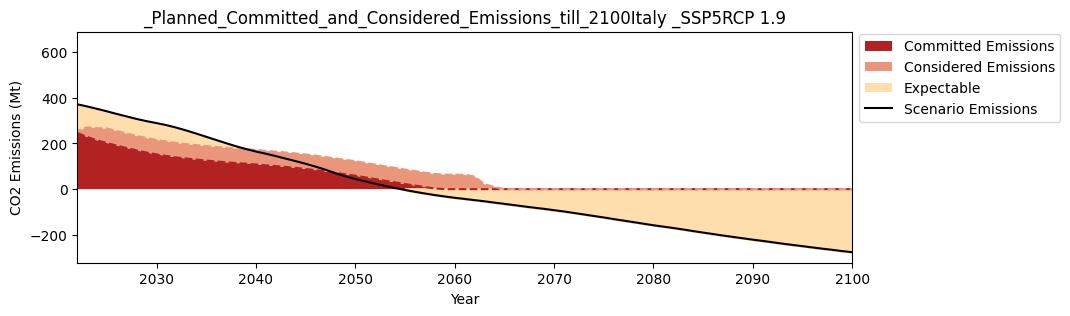 _Planned_Committed_and_Considered_Emissions_till_2100Italy _SSP5RCP 1.9
CO2 Emissions (Mt)
600
400
200
0
−200
2030
2040
2050
2060
2070
2080
2090
2100
Year
Committed Emissions
Considered Emissions
Expectable
Scenario Emissions